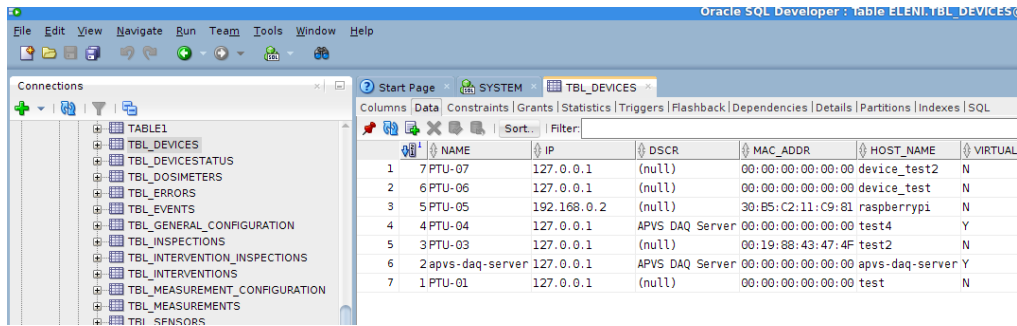 Oracle SQL Developer : Table ELENI.TBL_DEVICES@
File Edit View Navigate Run Team Tools Window Help
Connections
TABLE1
TBL_DEVICES
TBL_DEVICESTATUS
TBL_DOSIMETERS
TBL_ERRORS
TBL_EVENTS
TBL_GENERAL_CONFIGURATION
TBL_INSPECTIONS
TBL_INTERVENTION_INSPECTIONS
TBL_INTERVENTIONS
TBL_MEASUREMENT_CONFIGURATION
TBL_MEASUREMENTS
TBL_SENSORS
Start Page SYSTEM TBL_DEVICES
Columns Data Constraints Grants Statistics Triggers Flashback Dependencies Details Partitions Indexes SQL
Sort.. Filter:
NAME IP DSCR MAC_ADDR HOST_NAME VIRTUAL
1 7 PTU-07 127.0.0.1 (null) 00:00:00:00:00:00 device_test2 N
2 6 PTU-06 127.0.0.1 (null) 00:00:00:00:00:00 device_test N
3 5 PTU-05 192.168.0.2 (null) 30:B5:C2:11:C9:81 raspberrypi N
4 4 PTU-04 127.0.0.1 APVS DAQ Server 00:00:00:00:00:00 test4 Y
5 3 PTU-03 127.0.0.1 (null) 00:19:88:43:47:4F test2 N
6 2 apvs-daq-server 127.0.0.1 APVS DAQ Server 00:00:00:00:00:00 apvs-daq-server Y
7 1 PTU-01 127.0.0.1 (null) 00:00:00:00:00:00 test N